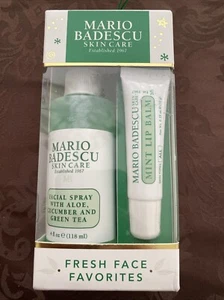 MARIO
BADESCU
SKIN CARE
Established 1967
MARIO
BADESCU
SKIN CARE
Established 1967
FACIAL SPRAY
WITH ALOE,
CUCUMBER AND
GREEN TEA
4 fl oz (118 ml)
MARIO BADESCU
MINT LIP BALM
FRESH FACE
FAVORITES